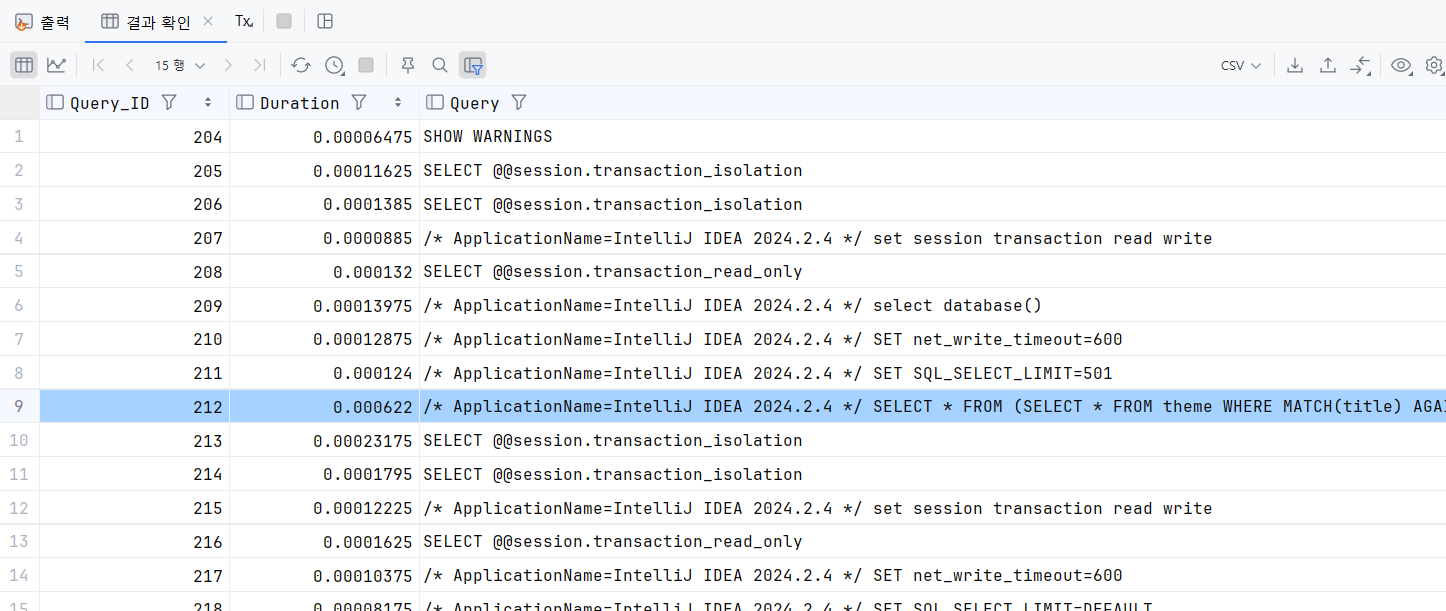 출력 결과 확인 Tx
15 행 CSV
Query_ID Duration Query
1 204 0.00006475 SHOW WARNINGS
2 205 0.00011625 SELECT @@session.transaction_isolation
3 206 0.0001385 SELECT @@session.transaction_isolation
4 207 0.0000885 /* ApplicationName=IntelliJ IDEA 2024.2.4 */ set session transaction read write
5 208 0.000132 SELECT @@session.transaction_read_only
6 209 0.00013975 /* ApplicationName=IntelliJ IDEA 2024.2.4 */ select database()
7 210 0.00012875 /* ApplicationName=IntelliJ IDEA 2024.2.4 */ SET net_write_timeout=600
8 211 0.000124 /* ApplicationName=IntelliJ IDEA 2024.2.4 */ SET SQL_SELECT_LIMIT=501
9 212 0.000622 /* ApplicationName=IntelliJ IDEA 2024.2.4 */ SELECT * FROM (SELECT * FROM theme WHERE MATCH(title) AGAI
10 213 0.00023175 SELECT @@session.transaction_isolation
11 214 0.0001795 SELECT @@session.transaction_isolation
12 215 0.00012225 /* ApplicationName=IntelliJ IDEA 2024.2.4 */ set session transaction read write
13 216 0.0001625 SELECT @@session.transaction_read_only
14 217 0.00010375 /* ApplicationName=IntelliJ IDEA 2024.2.4 */ SET net_write_timeout=600
15 218 0.00008175 /* ApplicationName=IntelliJ IDEA 2024.2.4 */ SET SQL_SELECT_LIMIT=DEFAULT